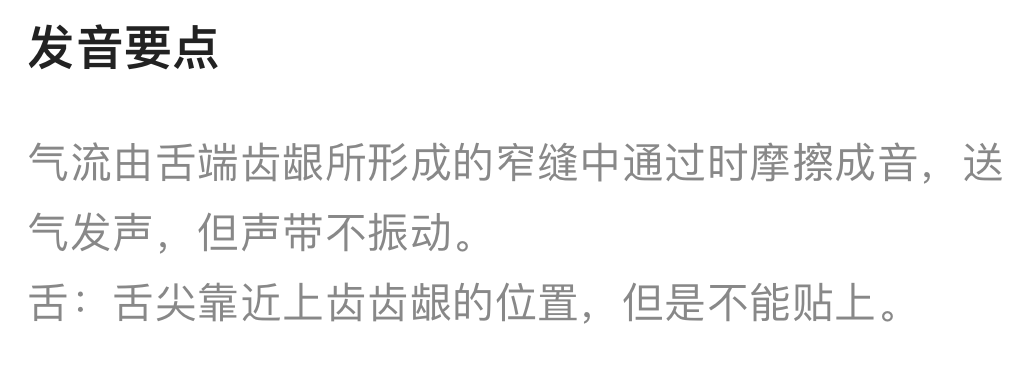 发音要点
气流由舌端齿龈所形成的窄缝中通过时摩擦成音，送
气发声，但声带不振动。
舌：舌尖靠近上齿齿龈的位置，但是不能贴上。